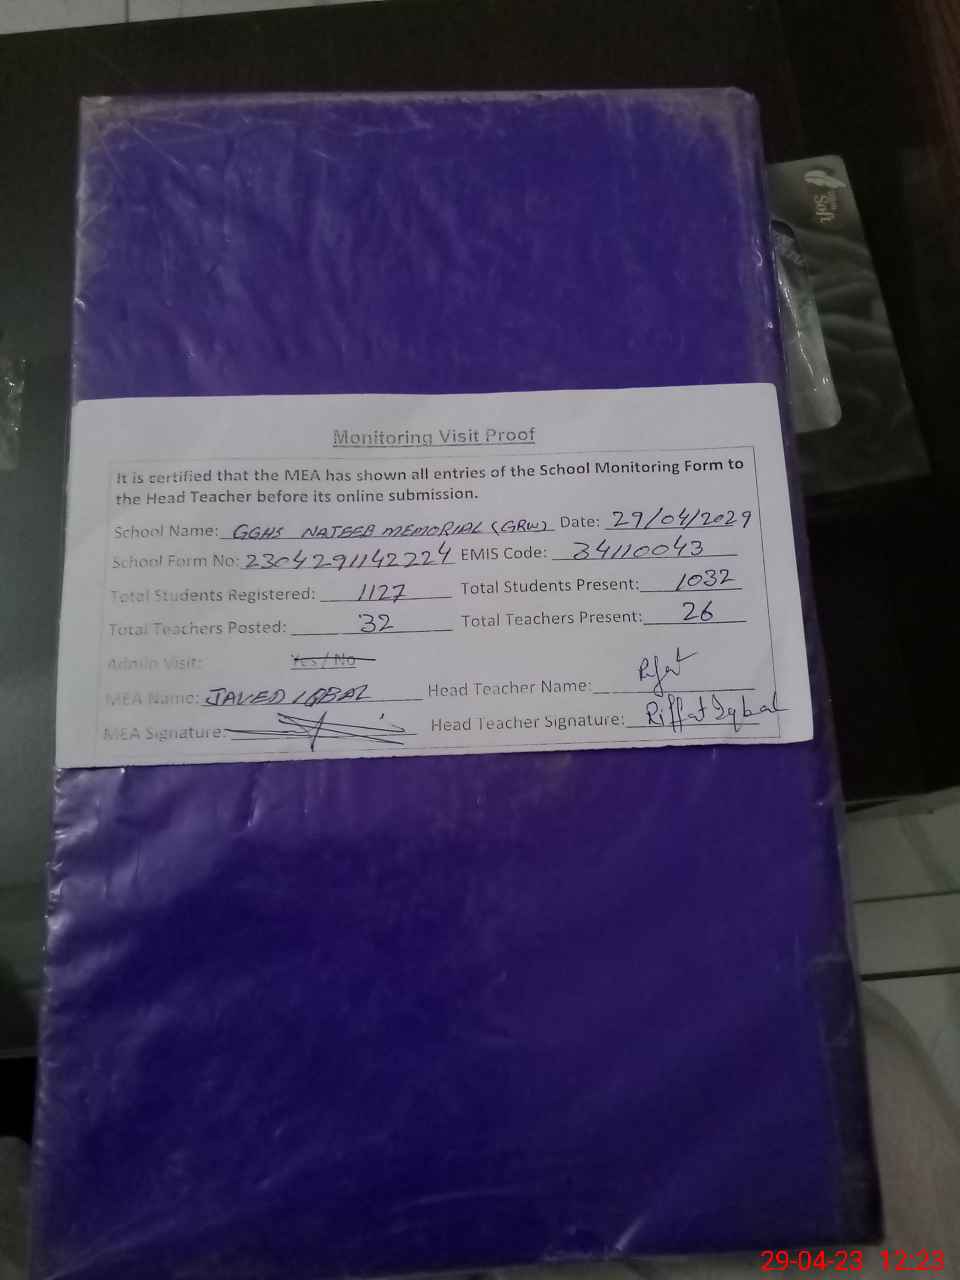 Soft
Monitoring Visit Proof
It is certified that the MEA has shown all entries of the School Monitoring Form to
the Head Teacher before its online submission.
School Name: GGHS NAJEEB MEMORIAL (GRW) Date: 29/04/2029
School Form No: 2304291142224 EMIS Code: 34110043
Total Students Registered: 1127 Total Students Present: 1032
Total Teachers Posted: 32 Total Teachers Present: 26
Admin Visit: Yes / No
MEA Name: JAVED IQBAL Head Teacher Name:
MEA Signature: Head Teacher Signature: Riffat Iqbal
29-04-23 12:23